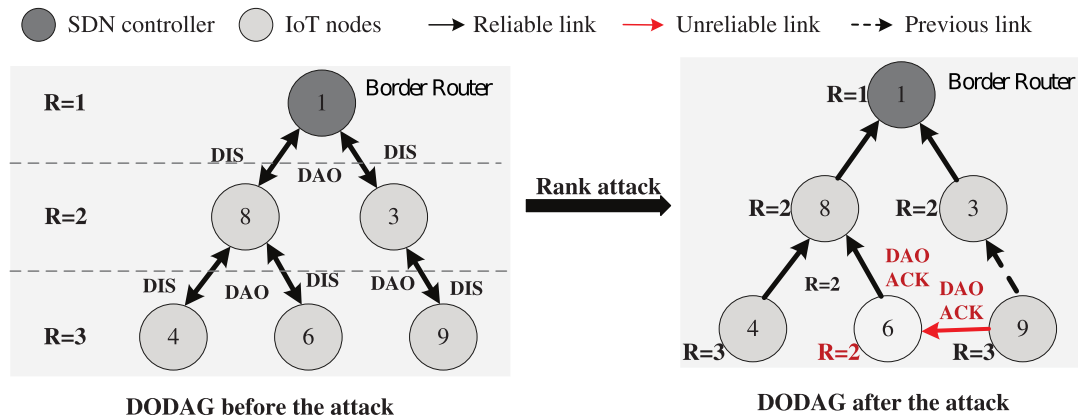 SDN controller IoT nodes Reliable link Unreliable link Previous link
R=1
1
Border Router
DIS
DIS
DAO
R=2
8
3
DIS
DAO
DIS
DAO
DIS
R=3
4
6
9
DODAG before the attack
Rank attack
R=1
1
Border Router
R=2
8
R=2
3
DAO
ACK
R=2
DAO
ACK
4
6
9
R=3
R=2
R=3
DODAG after the attack